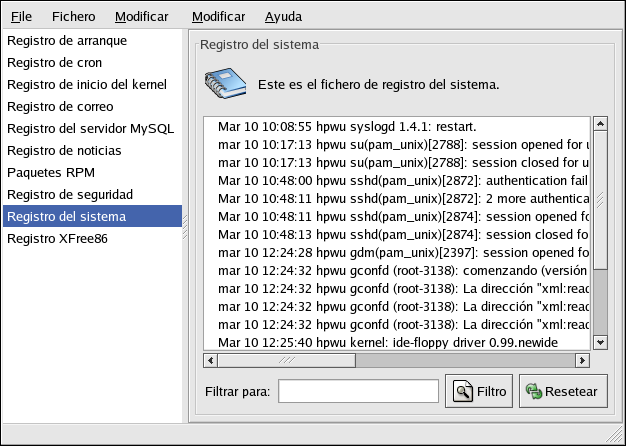 File Fichero Modificar Modificar Ayuda
Registro de arranque
Registro de cron
Registro de inicio del kernel
Registro de correo
Registro del servidor MySQL
Registro de noticias
Paquetes RPM
Registro de seguridad
Registro del sistema
Registro XFree86
Registro del sistema
Este es el fichero de registro del sistema.
Mar 10 10:08:55 hpwu syslogd 1.4.1: restart.
mar 10 10:17:13 hpwu su(pam_unix)[2788]: session opened for u
mar 10 10:17:13 hpwu su(pam_unix)[2788]: session closed for u
mar 10 10:48:00 hpwu sshd(pam_unix)[2872]: authentication fail
mar 10 10:48:11 hpwu sshd(pam_unix)[2872]: 2 more authentica
mar 10 10:48:11 hpwu sshd(pam_unix)[2874]: session opened fo
mar 10 10:48:13 hpwu sshd(pam_unix)[2874]: session closed fo
mar 10 12:24:28 hpwu gdm(pam_unix)[2397]: session opened fo
mar 10 12:24:32 hpwu gconfd (root-3138): comenzando (versión
mar 10 12:24:32 hpwu gconfd (root-3138): La dirección "xml:reac
mar 10 12:24:32 hpwu gconfd (root-3138): La dirección "xml:reac
mar 10 12:24:32 hpwu gconfd (root-3138): La dirección "xml:reac
Mar 10 12:25:40 hpwu kernel: ide-floppy driver 0.99.newide
Filtrar para: Filtro Resetear